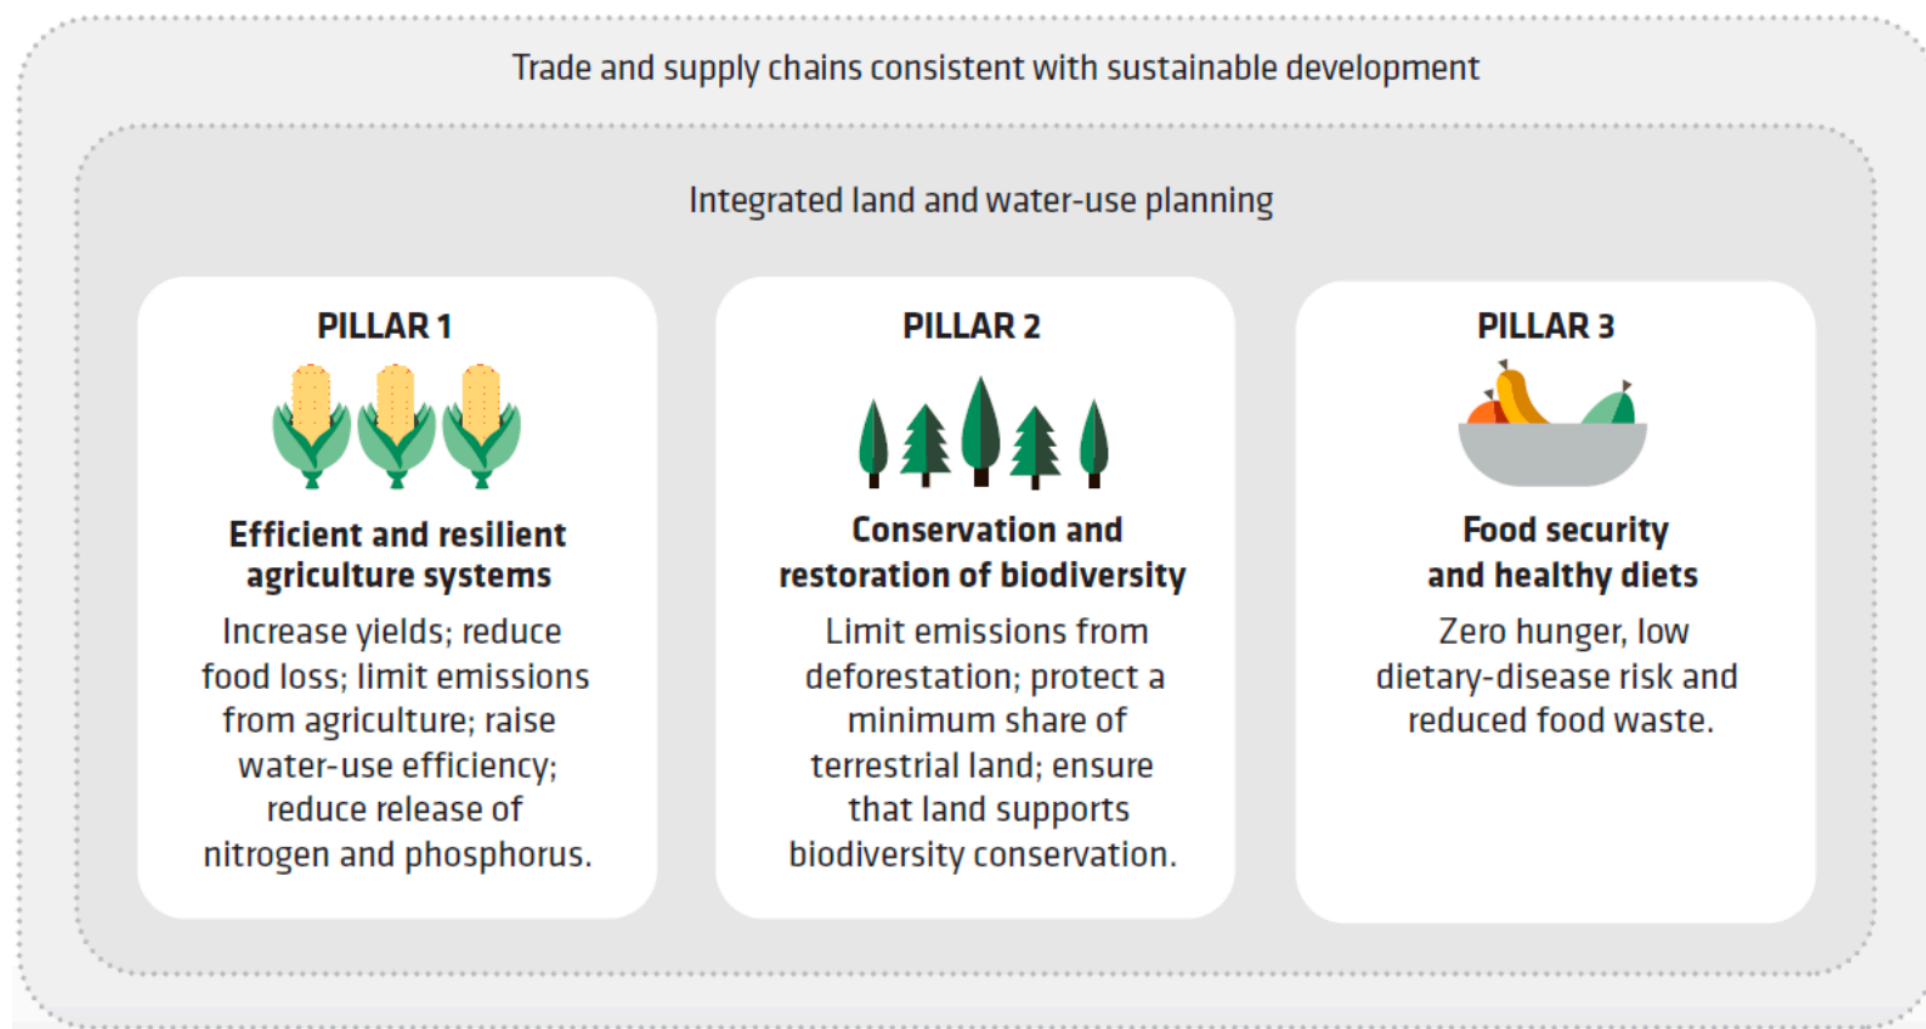 Trade and supply chains consistent with sustainable development
Integrated land and water-use planning
PILLAR 1
Efficient and resilient
agriculture systems
Increase yields; reduce
food loss; limit emissions
from agriculture; raise
water-use efficiency;
reduce release of
nitrogen and phosphorus.
PILLAR 2
Conservation and
restoration of biodiversity
Limit emissions from
deforestation; protect a
minimum share of
terrestrial land; ensure
that land supports
biodiversity conservation.
PILLAR 3
Food security
and healthy diets
Zero hunger, low
dietary-disease risk and
reduced food waste.